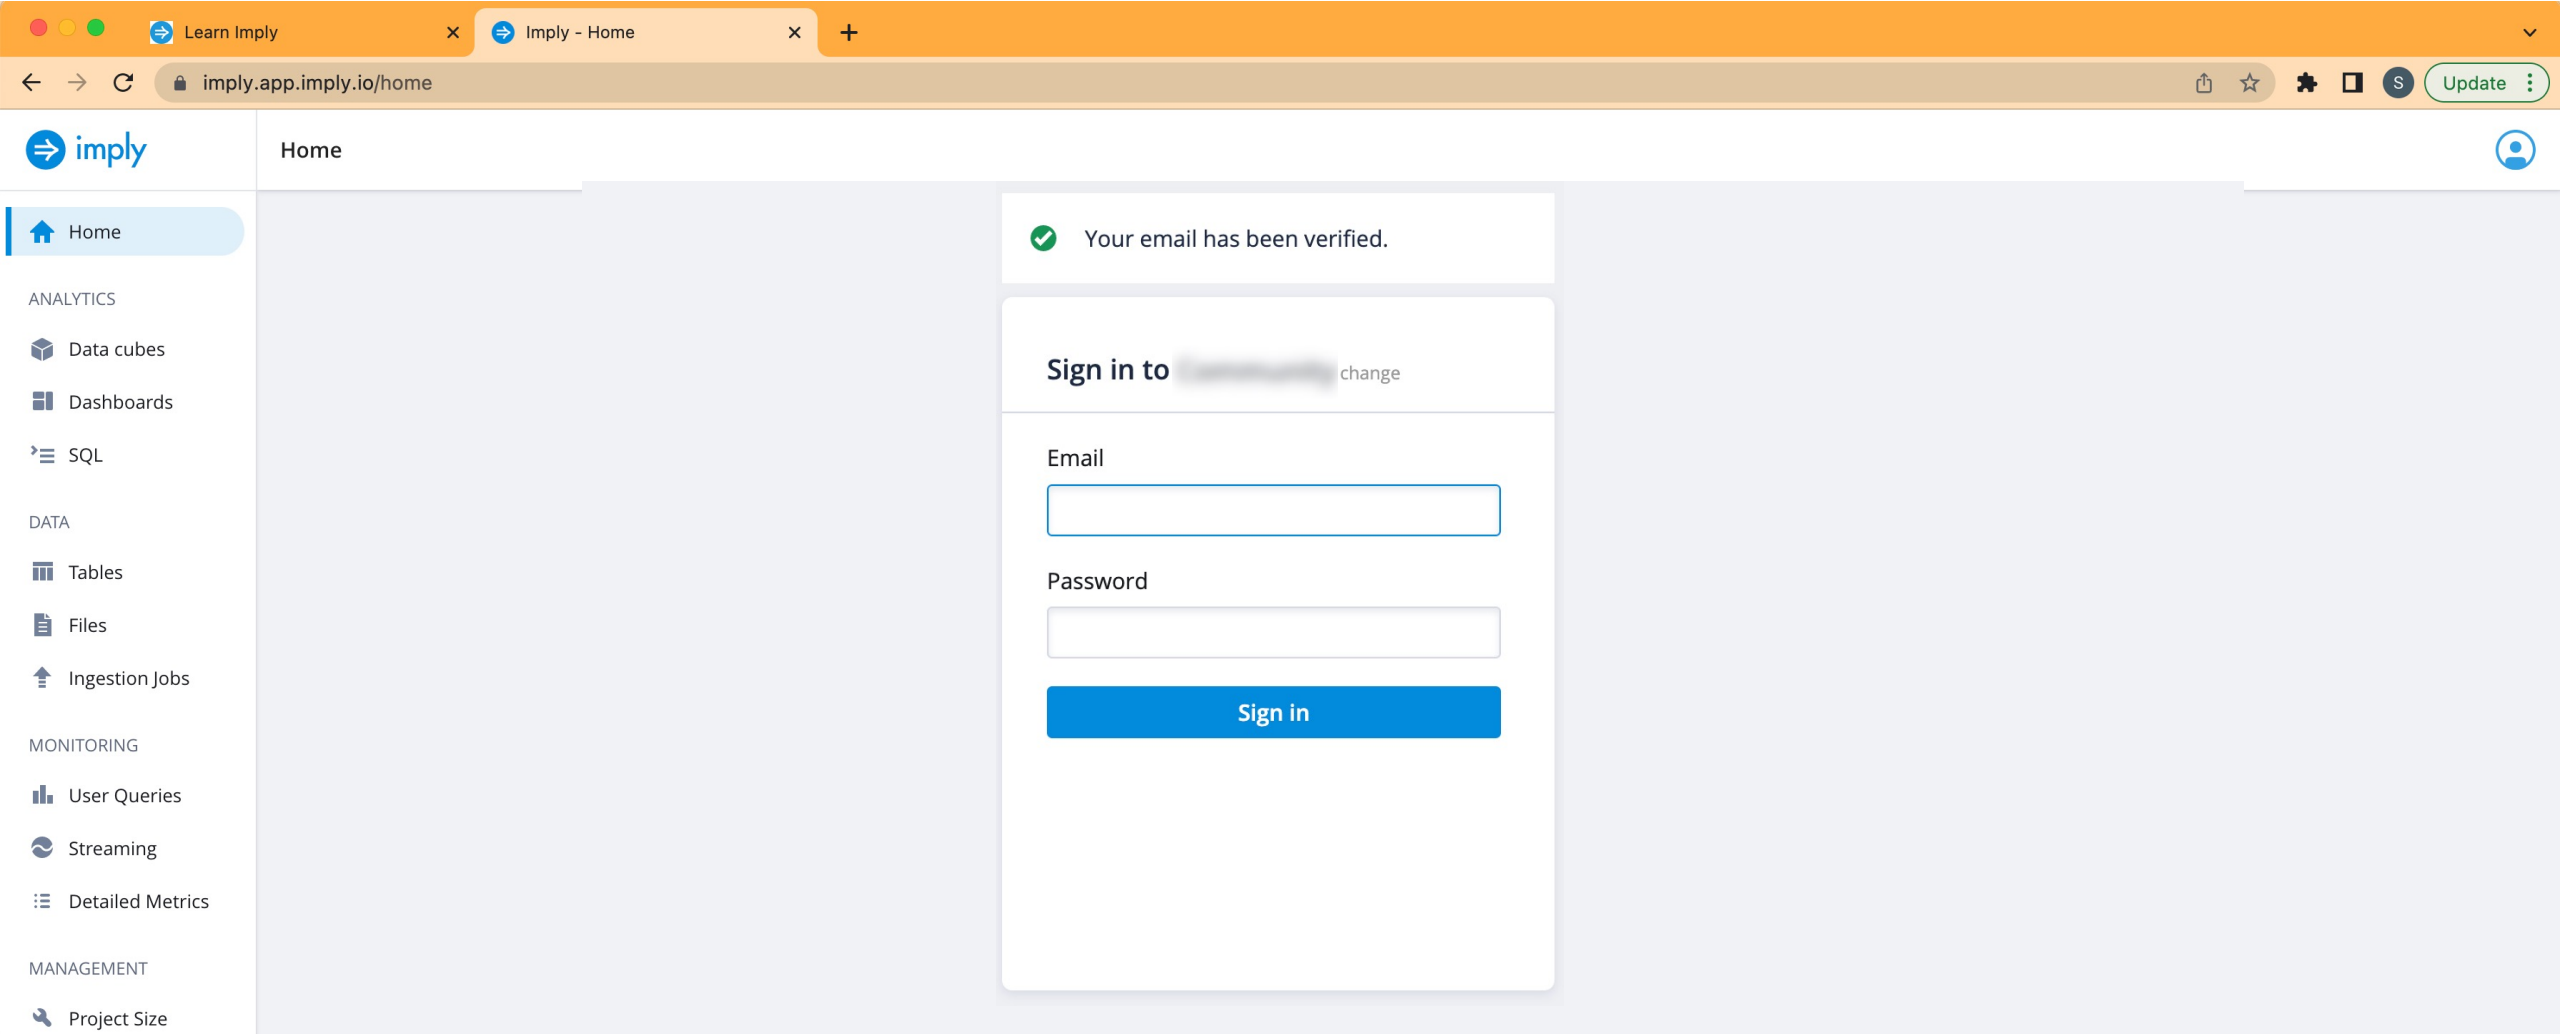 Learn Imply
Imply - Home
imply.app.imply.io/home
S
Update
imply
Home
Home
ANALYTICS
Data cubes
Dashboards
SQL
DATA
Tables
Files
Ingestion Jobs
MONITORING
User Queries
Streaming
Detailed Metrics
MANAGEMENT
Project Size
Your email has been verified.
Sign in to change
Email
Password
Sign in